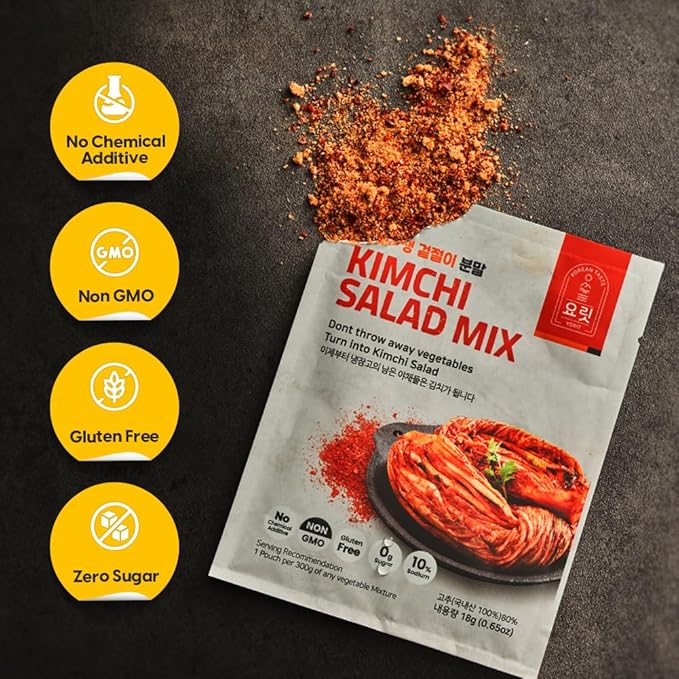 No Chemical
Additive
GMO
Non GMO
Gluten Free
Zero Sugar
겉절이 분말
KIMCHI
SALAD MIX
KOREAN TASTE
요릿
YORIT
Dont throw away vegetables
Turn Into Kimchi Salad
이제부터 냉장고의 남은 야채들은 김치가 됩니다
No
Chemical
Additive
NON
GMO
Gluten
Free
0g
Sugar
10%
Sodium
Serving Recommendation
1 Pouch per 300g of any vegetable Mixture
고추(국내산 100%)80%
내용량 18g (0.65oz)